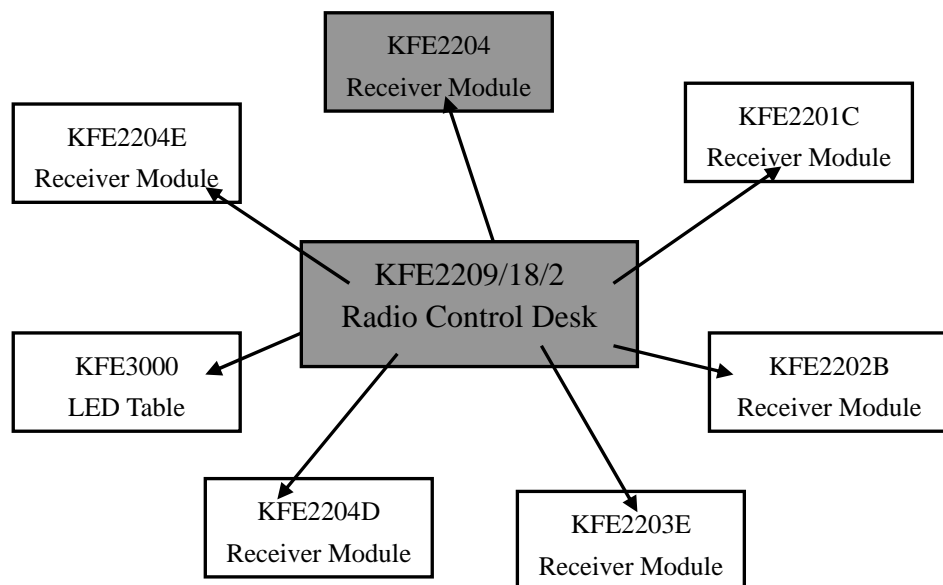 KFE2204
Receiver Module
KFE2204E
Receiver Module
KFE2201C
Receiver Module
KFE2209/18/2
Radio Control Desk
KFE3000
LED Table
KFE2202B
Receiver Module
KFE2204D
Receiver Module
KFE2203E
Receiver Module